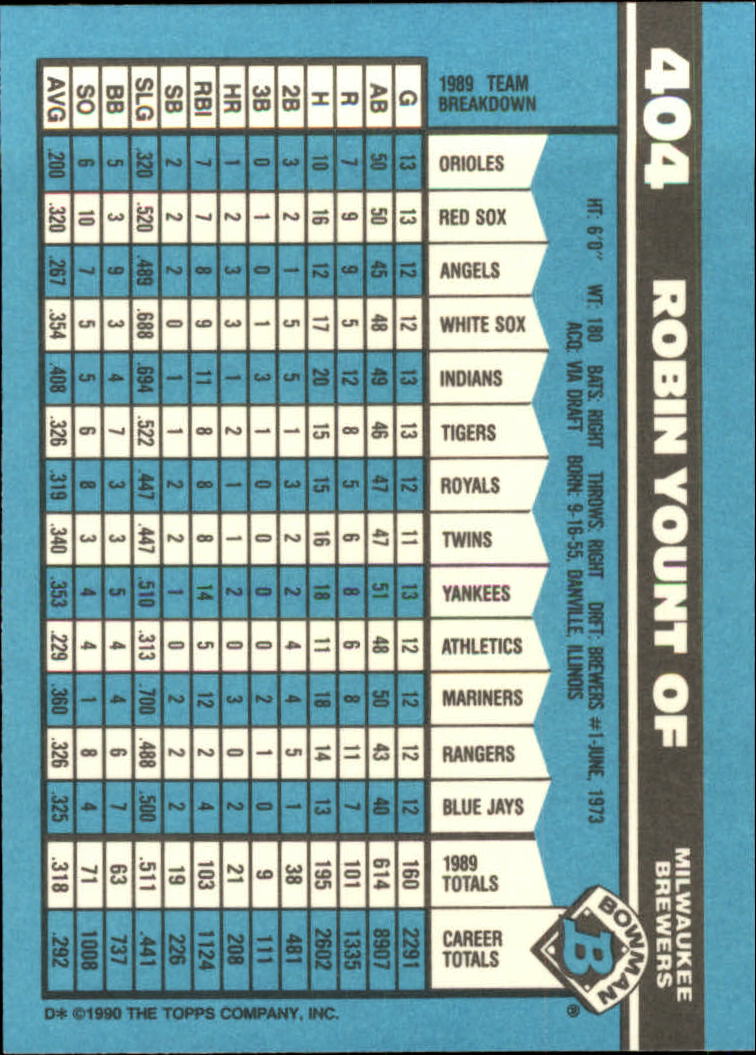 404 ROBIN YOUNT OF MILWAUKEE BREWERS
HT: 6'0" WT: 180 BATS: RIGHT THROWS: RIGHT DRFT: BREWERS #1-JUNE, 1973
ACQ: VIA DRAFT BORN: 9-16-55, DANVILLE, ILLINOIS
BOWMAN
B
1989 TEAM BREAKDOWN G AB R H 2B 3B HR RBI SB SLG BB SO AVG
ORIOLES 13 50 7 10 3 0 1 7 2 .320 5 6 .200
RED SOX 13 50 9 16 2 1 2 7 2 .520 3 10 .320
ANGELS 12 45 9 12 1 0 3 8 2 .489 9 7 .267
WHITE SOX 12 48 5 17 5 1 3 9 0 .688 3 5 .354
INDIANS 13 49 12 20 5 3 1 11 1 .694 4 5 .408
TIGERS 13 46 8 15 1 1 2 8 1 .522 7 6 .326
ROYALS 12 47 5 15 3 0 1 8 2 .447 3 8 .319
TWINS 11 47 6 16 2 0 1 8 2 .447 3 3 .340
YANKEES 13 51 8 18 2 0 2 14 1 .510 5 4 .353
ATHLETICS 12 48 6 11 4 0 0 5 0 .313 4 4 .229
MARINERS 12 50 8 18 4 2 3 12 2 .700 4 1 .360
RANGERS 12 43 11 14 5 1 0 2 2 .488 6 8 .326
BLUE JAYS 12 40 7 13 1 0 2 4 2 .500 7 4 .325
1989 TOTALS 160 614 101 195 38 9 21 103 19 .511 63 71 .318
CAREER TOTALS 2291 8907 1335 2602 481 111 208 1124 226 .441 737 1008 .292
D* ©1990 THE TOPPS COMPANY, INC. ®